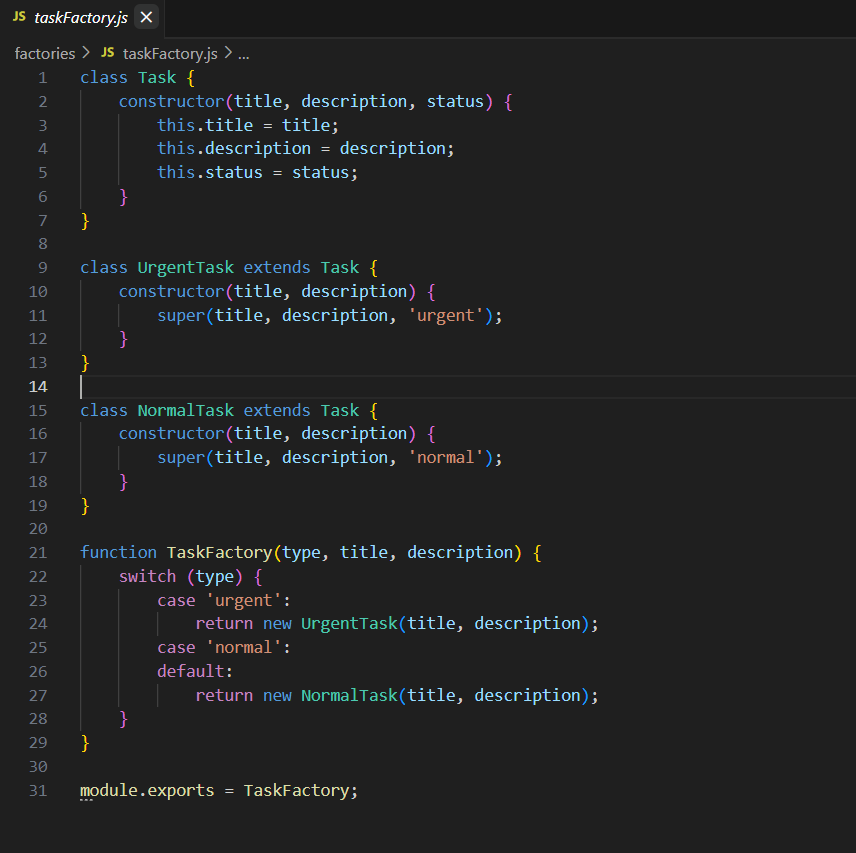 JS taskFactory.js
factories > JS taskFactory.js > ...
1 class Task {
2     constructor(title, description, status) {
3         this.title = title;
4         this.description = description;
5         this.status = status;
6     }
7 }
8
9 class UrgentTask extends Task {
10     constructor(title, description) {
11         super(title, description, 'urgent');
12     }
13 }
14
15 class NormalTask extends Task {
16     constructor(title, description) {
17         super(title, description, 'normal');
18     }
19 }
20
21 function TaskFactory(type, title, description) {
22     switch (type) {
23         case 'urgent':
24             return new UrgentTask(title, description);
25         case 'normal':
26         default:
27             return new NormalTask(title, description);
28     }
29 }
30
31 module.exports = TaskFactory;